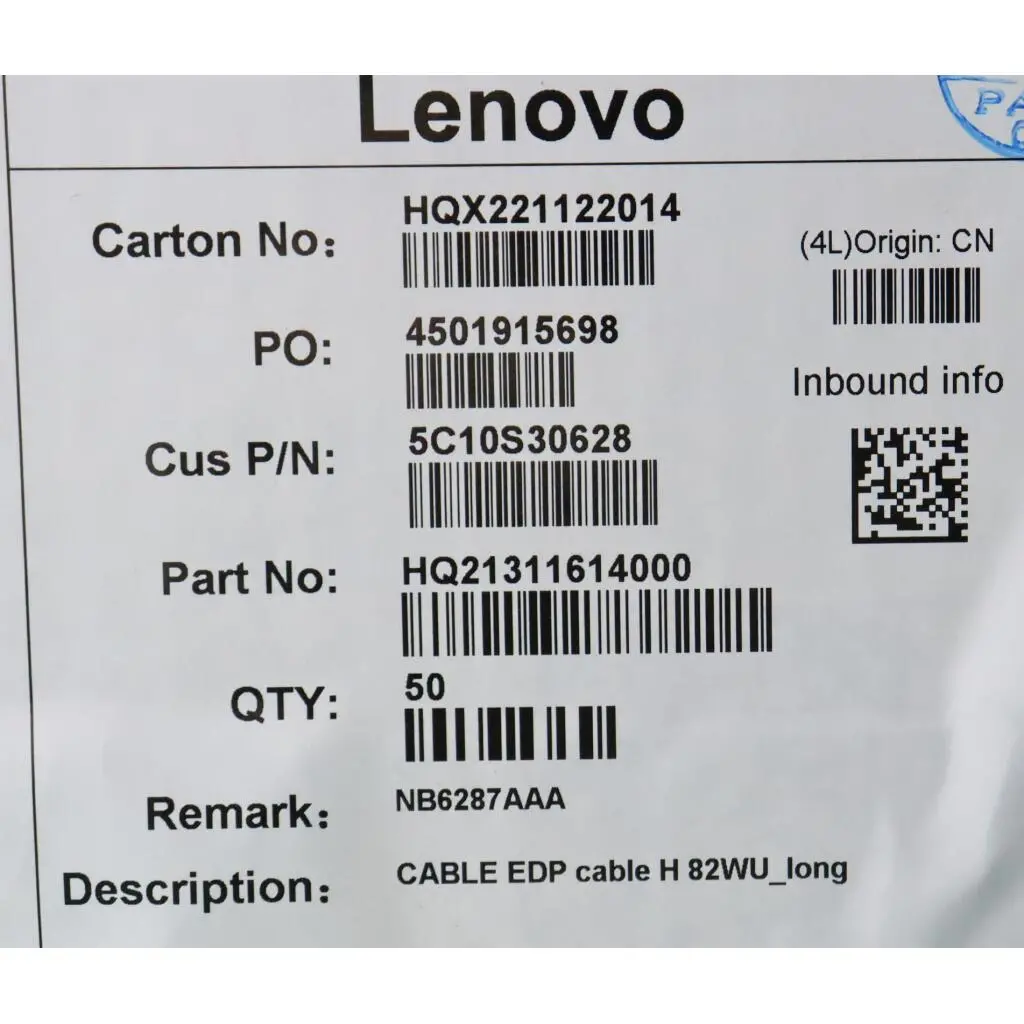 Lenovo
Carton No:
HQX221122014
(4L)Origin: CN
PO:
4501915698
Inbound info
Cus P/N:
5C10S30628
Part No:
HQ21311614000
QTY:
50
Remark:
NB6287AAA
Description:
CABLE EDP cable H 82WU_long